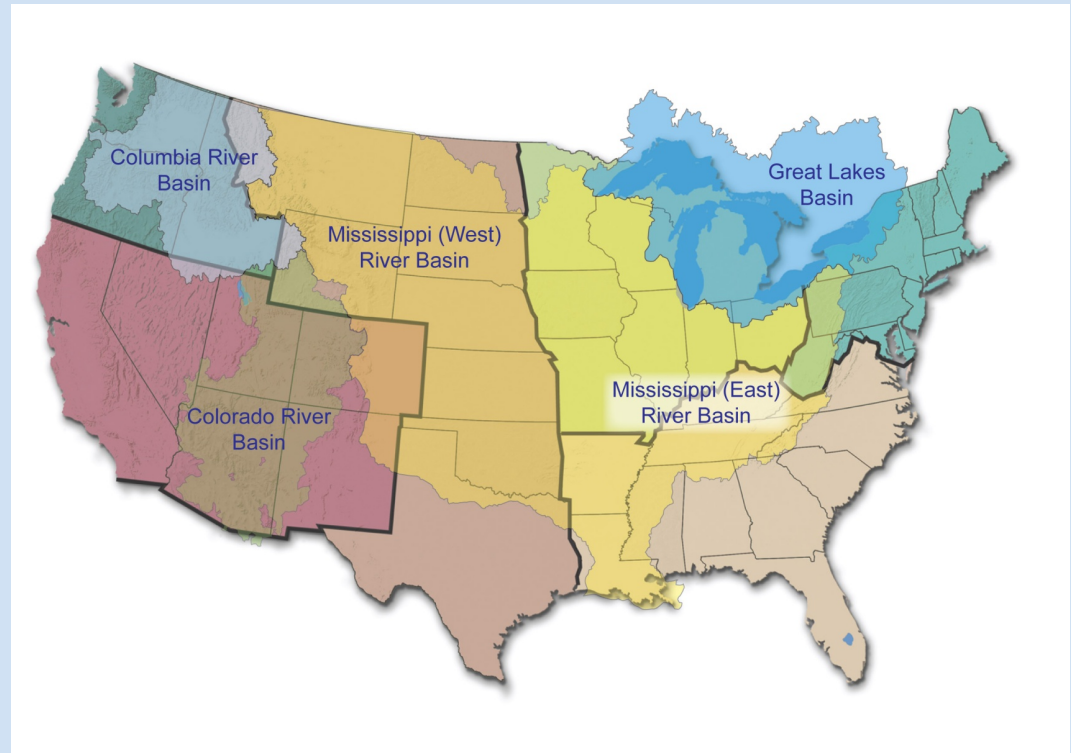 Columbia River
Basin
Great Lakes
Basin
Mississippi (West)
River Basin
Mississippi (East)
River Basin
Colorado River
Basin